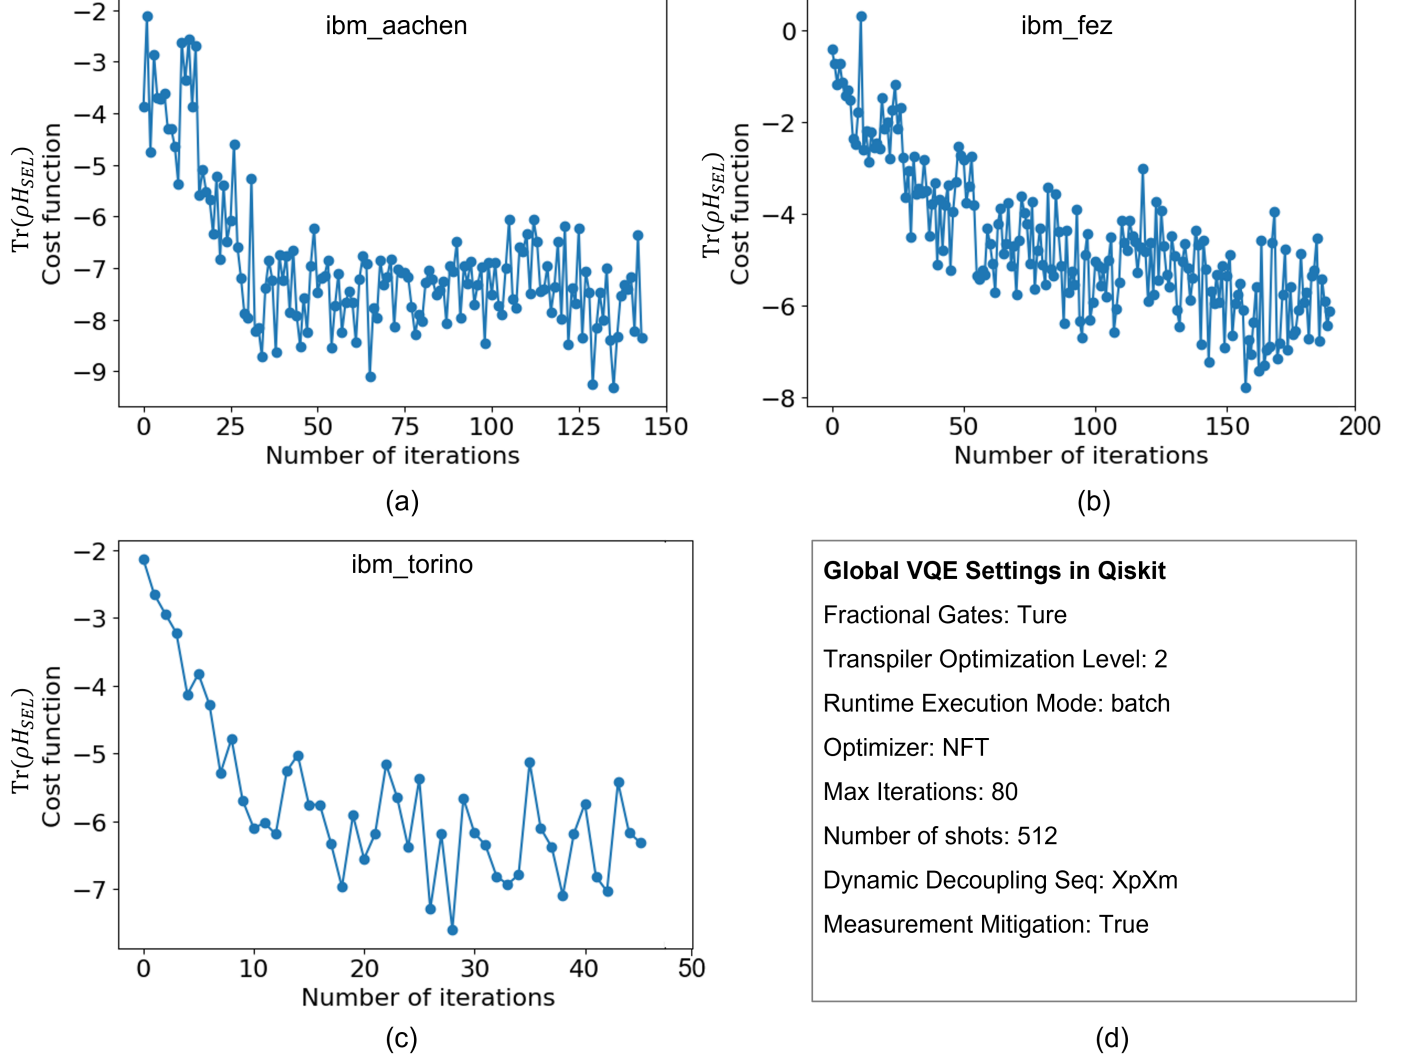 ibm_aachen
−2
−3
−4
−5
−6
−7
−8
−9
Tr(ρH_SEL)
Cost function
0 25 50 75 100 125 150
Number of iterations
(a)
ibm_fez
0
−2
−4
−6
−8
Tr(ρH_SEL)
Cost function
0 50 100 150 200
Number of iterations
(b)
ibm_torino
−2
−3
−4
−5
−6
−7
Tr(ρH_SEL)
Cost function
0 10 20 30 40 50
Number of iterations
(c)
Global VQE Settings in Qiskit
Fractional Gates: Ture
Transpiler Optimization Level: 2
Runtime Execution Mode: batch
Optimizer: NFT
Max Iterations: 80
Number of shots: 512
Dynamic Decoupling Seq: XpXm
Measurement Mitigation: True
(d)